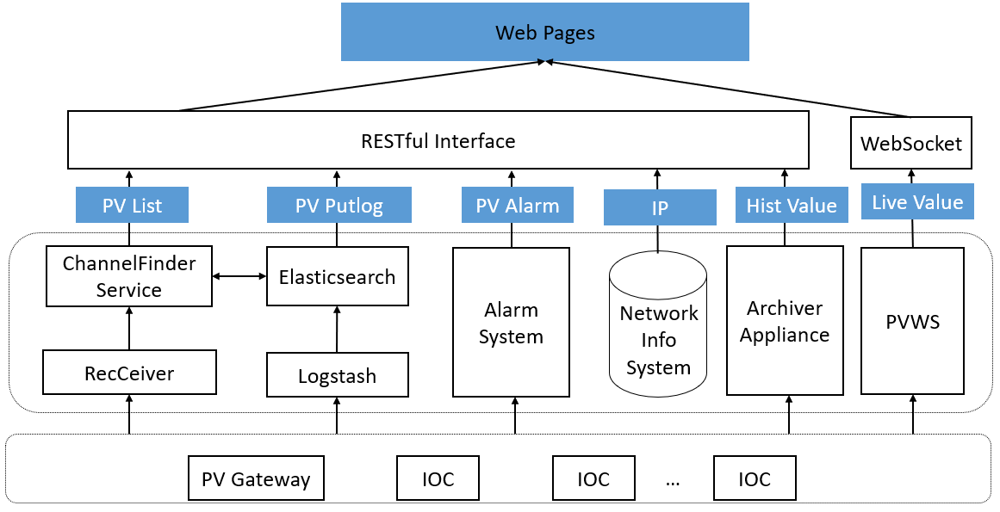 Web Pages
RESTful Interface
WebSocket
PV List
PV Putlog
PV Alarm
IP
Hist Value
Live Value
ChannelFinder
Service
Elasticsearch
Alarm
System
Network
Info
System
Archiver
Appliance
PVWS
RecCeiver
Logstash
PV Gateway
IOC
IOC
...
IOC